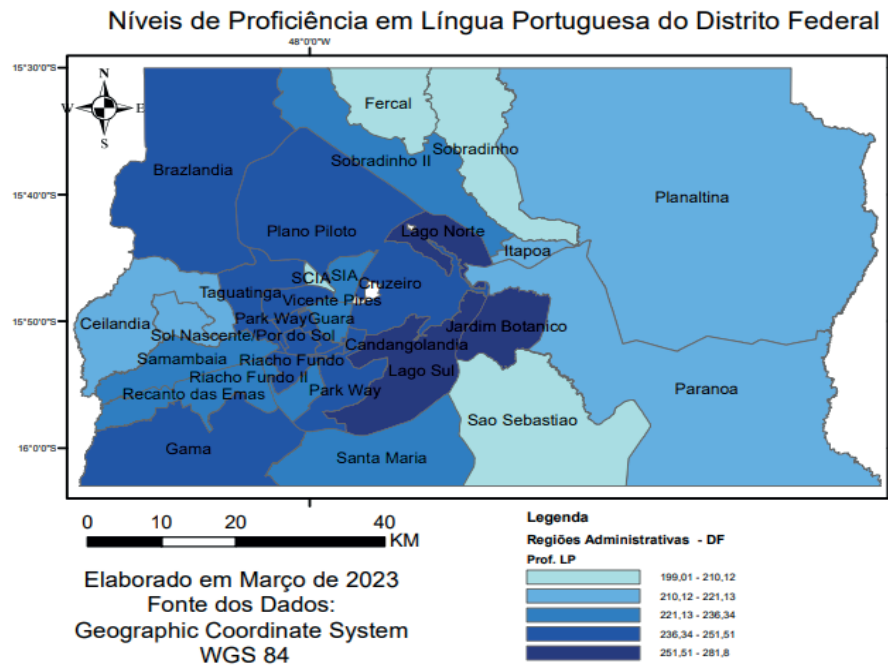 Níveis de Proficiência em Língua Portuguesa do Distrito Federal
48°0'0"W
15°30'0"S
N
W
E
S
Fercal
Sobradinho
Sobradinho II
Brazlandia
15°40'0"S
Planaltina
Plano Piloto
Lago Norte
Itapoa
SCIA
SIA
Cruzeiro
Taguatinga
Vicente Pires
Park Way
Guara
15°50'0"S
Ceilandia
Jardim Botanico
Sol Nascente/Por do Sol
Candangolandia
Samambaia
Riacho Fundo
Lago Sul
Riacho Fundo II
Recanto das Emas
Park Way
Paranoa
Sao Sebastiao
16°0'0"S
Gama
Santa Maria
0 10 20 40
KM
Elaborado em Março de 2023
Fonte dos Dados:
Geographic Coordinate System
WGS 84
Legenda
Regiões Administrativas - DF
Prof. LP
199,01 - 210,12
210,12 - 221,13
221,13 - 236,34
236,34 - 251,51
251,51 - 281,8